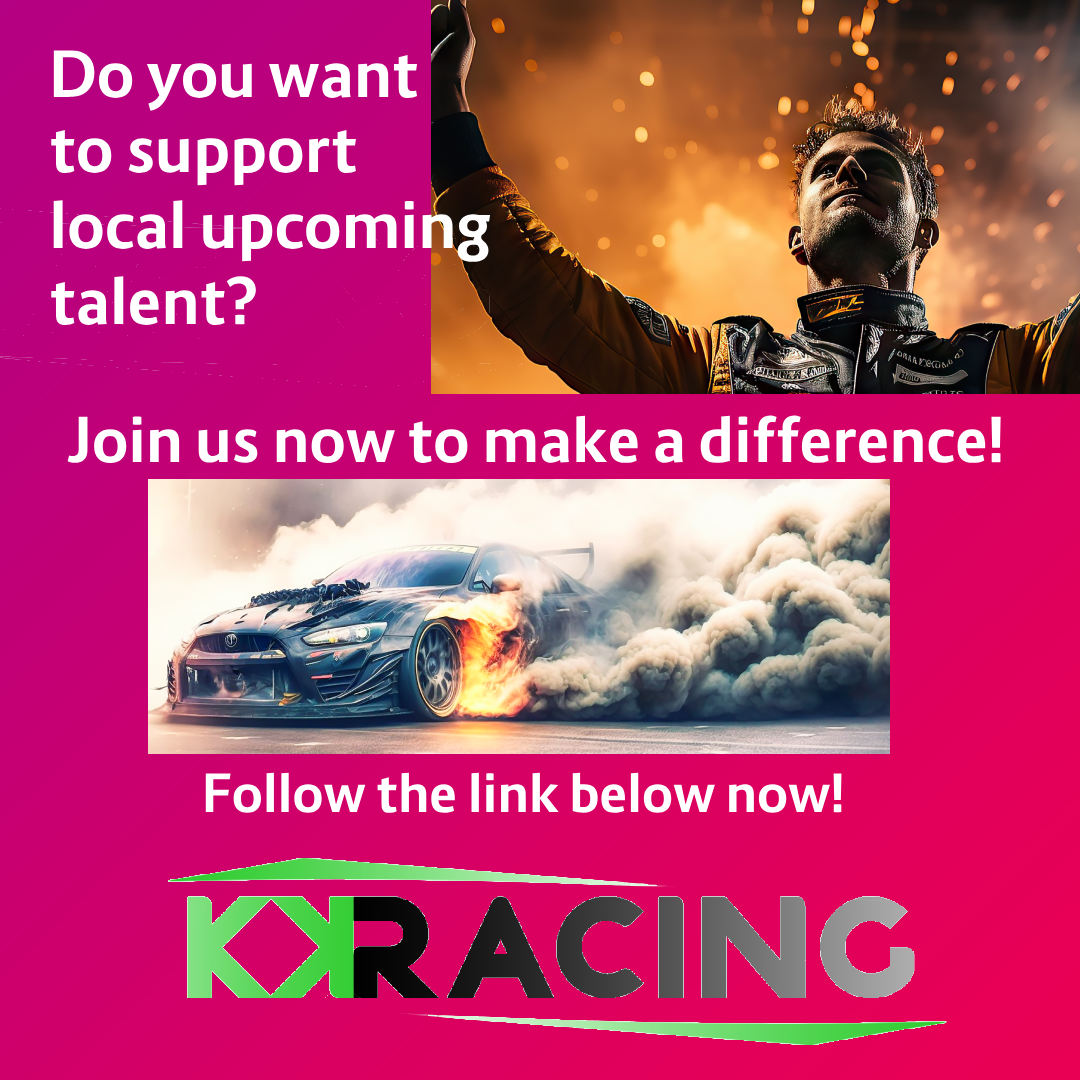 Do you want
to support
local upcoming
talent?
Join us now to make a difference!
Follow the link below now!
KKRACING